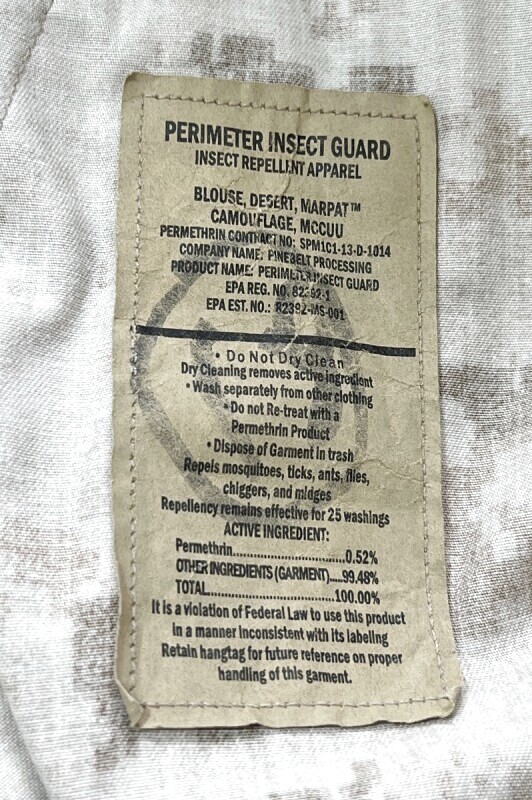 PERIMETER INSECT GUARD
INSECT REPELLENT APPAREL
BLOUSE, DESERT, MARPAT™
CAMOUFLAGE, MCCUU
PERMETHRIN CONTRACT NO: SPM1C1-13-D-1014
COMPANY NAME: PINEBELT PROCESSING
PRODUCT NAME: PERIMETER INSECT GUARD
EPA REG. NO.
EPA EST. NO.: 82392-MS-001
• Do Not Dry Clean
Dry Cleaning removes active ingredient
• Wash separately from other clothing
• Do not Re-treat with a
Permethrin Product
• Dispose of Garment in trash
Repels mosquitoes, ticks, ants, flies,
chiggers, and midges
Repellency remains effective for 25 washings
ACTIVE INGREDIENT:
Permethrin..............................0.52%
OTHER INGREDIENTS (GARMENT)....99.48%
TOTAL..................................100.00%
It is a violation of Federal Law to use this product
in a manner inconsistent with its labeling
Retain hangtag for future reference on proper
handling of this garment.